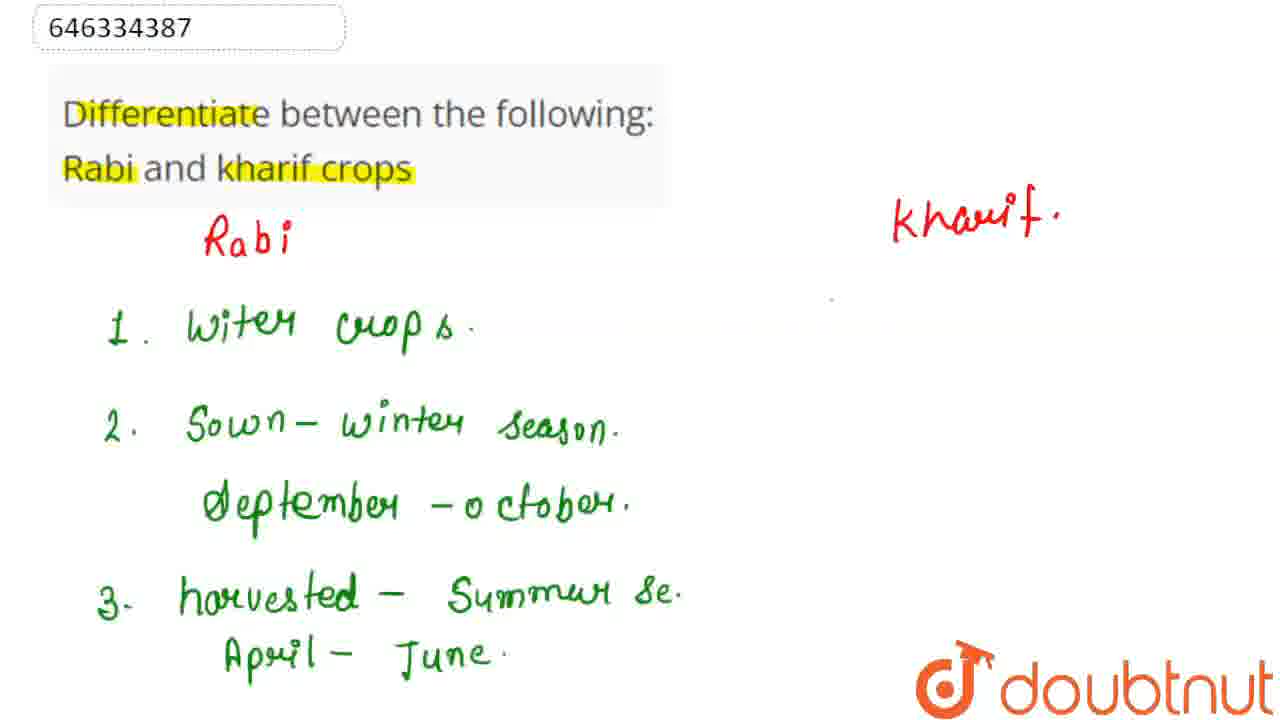 646334387
Differentiate between the following:
Rabi and kharif crops
Rabi
Kharif.
1. Witer crops.
2. Sown - winter season.
September - october.
3. harvested - Summer Se.
April - June.
doubtnut